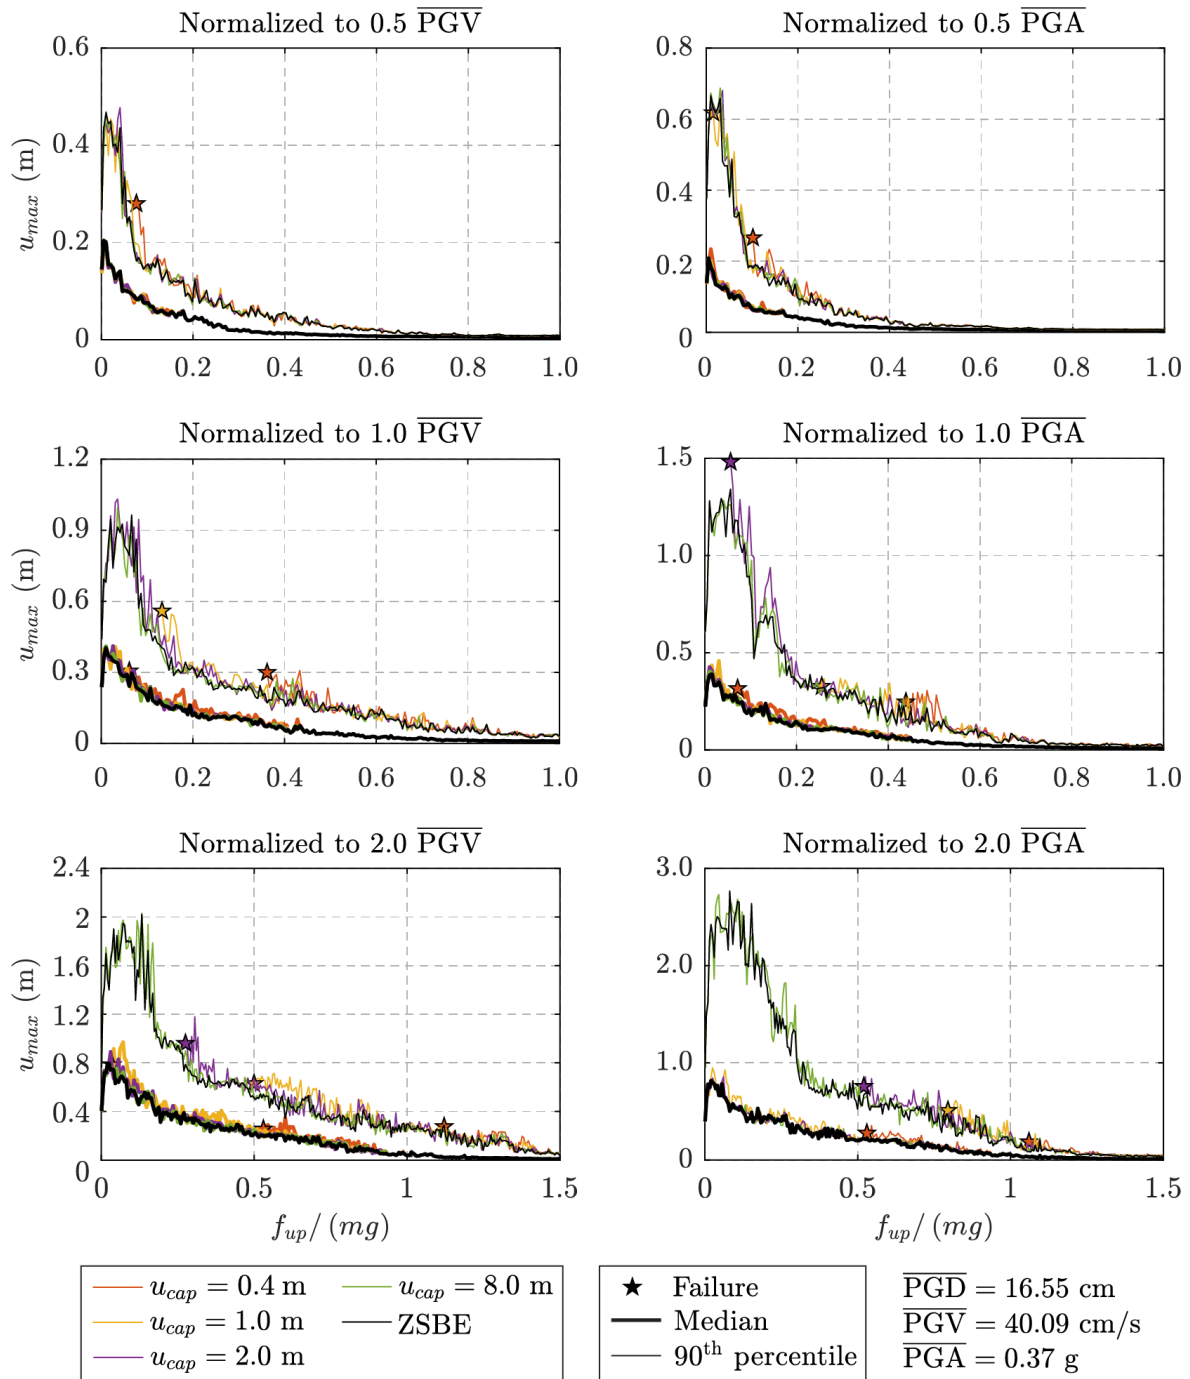 Normalized to 0.5 PGV
0.6
0.4
0.2
0
0 0.2 0.4 0.6 0.8 1.0
u_max (m)
Normalized to 0.5 PGA
0.8
0.6
0.4
0.2
0
0 0.2 0.4 0.6 0.8 1.0
Normalized to 1.0 PGV
1.2
0.9
0.6
0.3
0
0 0.2 0.4 0.6 0.8 1.0
u_max (m)
Normalized to 1.0 PGA
1.5
1.0
0.5
0
0 0.2 0.4 0.6 0.8 1.0
Normalized to 2.0 PGV
2.4
2
1.6
1.2
0.8
0.4
0
0 0.5 1 1.5
u_max (m)
f_up/ (mg)
Normalized to 2.0 PGA
3.0
2.0
1.0
0
0 0.5 1.0 1.5
f_up/ (mg)
u_cap = 0.4 m
u_cap = 1.0 m
u_cap = 2.0 m
u_cap = 8.0 m
ZSBE
Failure
Median
90th percentile
PGD = 16.55 cm
PGV = 40.09 cm/s
PGA = 0.37 g